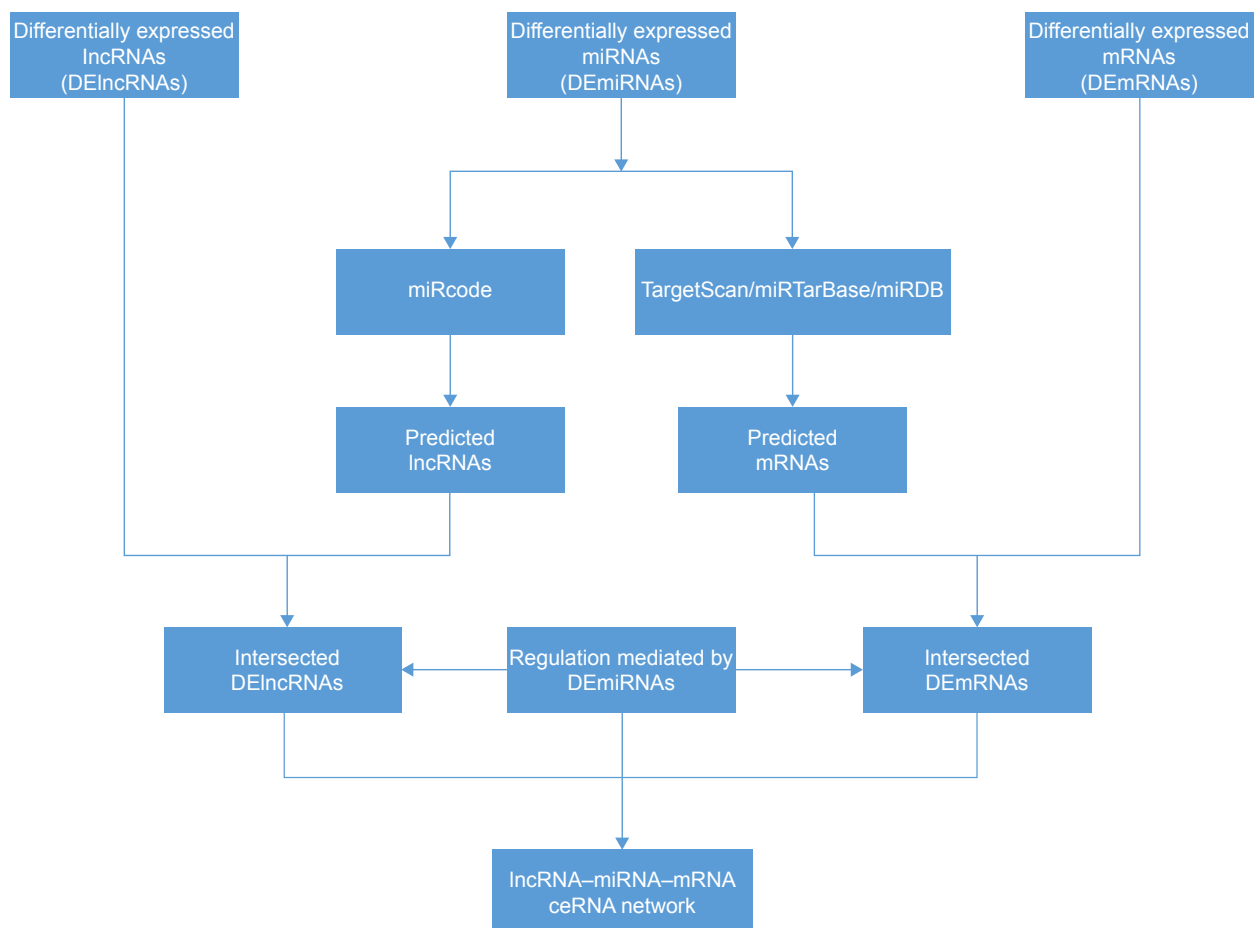 Differentially expressed
lncRNAs
(DElncRNAs)
Differentially expressed
miRNAs
(DEmiRNAs)
Differentially expressed
mRNAs
(DEmRNAs)
miRcode
TargetScan/miRTarBase/miRDB
Predicted
lncRNAs
Predicted
mRNAs
Intersected
DElncRNAs
Regulation mediated by
DEmiRNAs
Intersected
DEmRNAs
lncRNA–miRNA–mRNA
ceRNA network